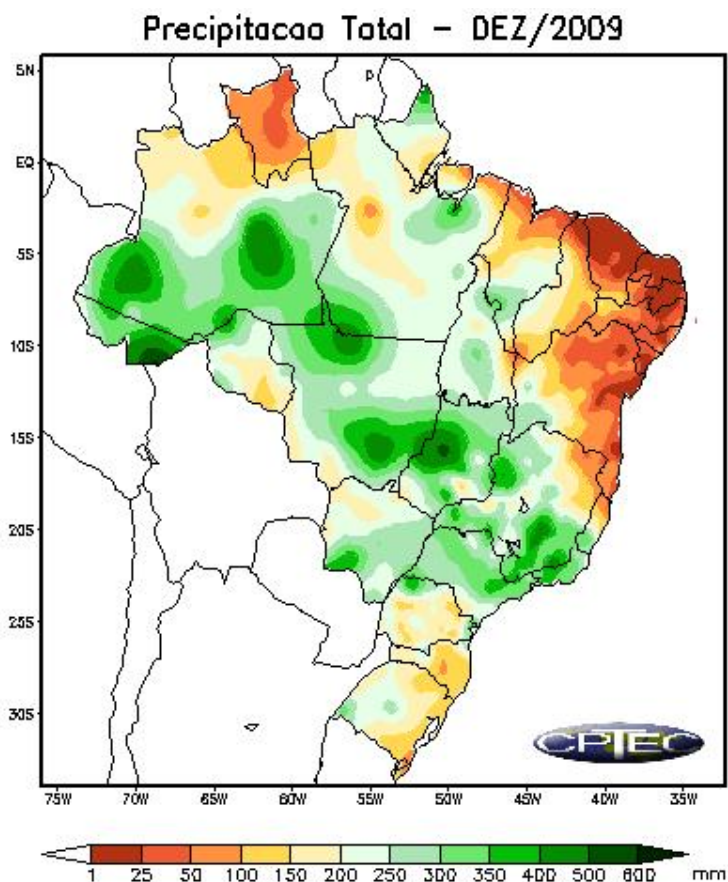 Precipitacao Total - DEZ/2009
5N
EQ
5S
10S
15S
20S
25S
30S
75W 70W 65W 60W 55W 50W 45W 40W 35W
CPTEC
1 25 50 100 150 200 250 300 350 400 500 600 mm